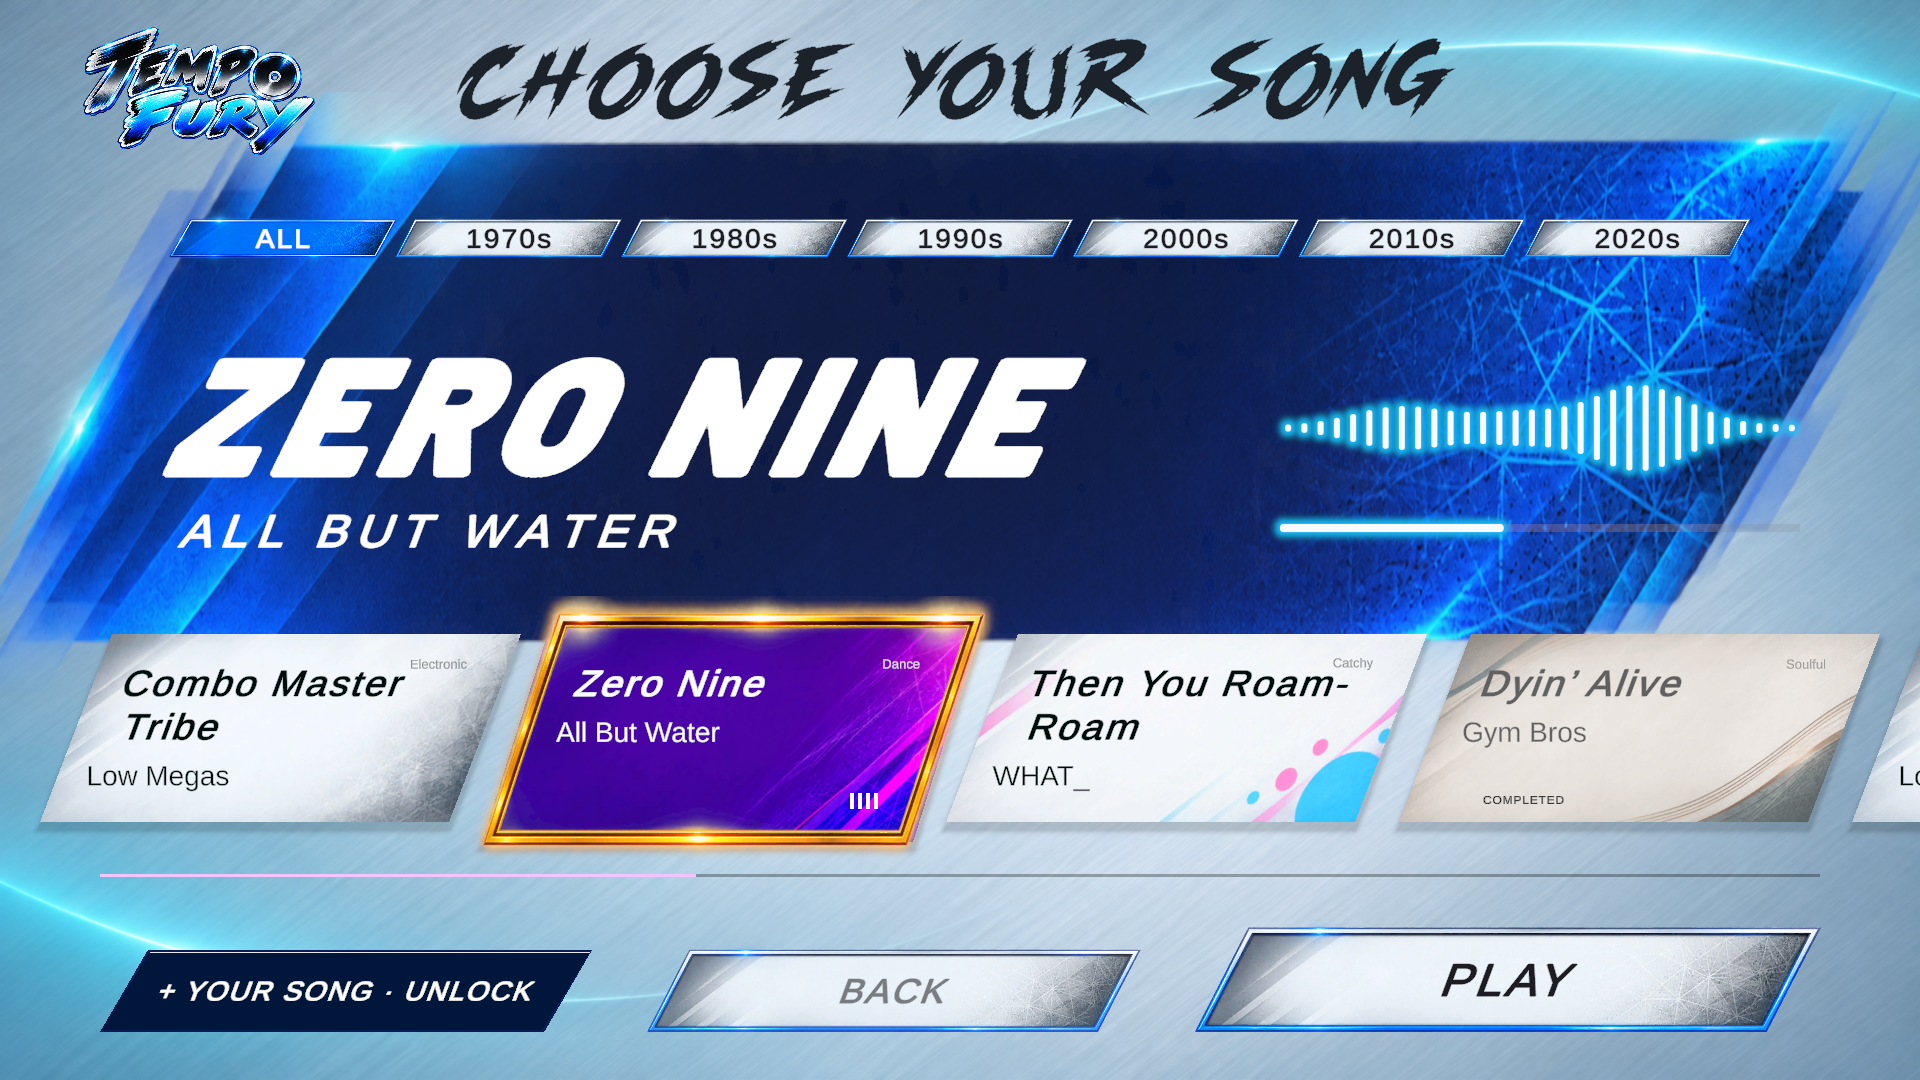 TEMPO
FURY
CHOOSE YOUR SONG
ALL
1970s
1980s
1990s
2000s
2010s
2020s
ZERO NINE
ALL BUT WATER
Electronic
Combo Master
Tribe
Low Megas
Dance
Zero Nine
All But Water
Catchy
Then You Roam-
Roam
WHAT_
Soulful
Dyin’ Alive
Gym Bros
COMPLETED
+ YOUR SONG · UNLOCK
BACK
PLAY